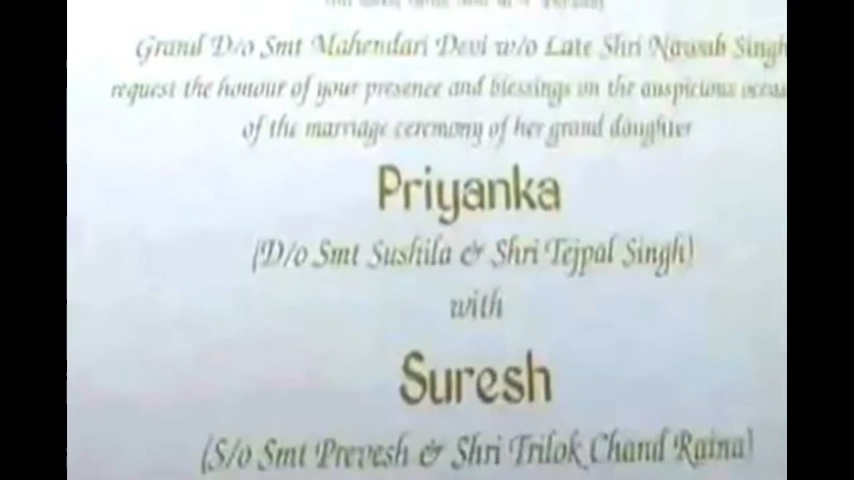 Grand D/o Smt Mahendari Devi w/o Late Shri Nawab Singh
request the honour of your presence and blessings on the auspicious
of the marriage ceremony of her grand daughter
Priyanka
(D/o Smt Sushila & Shri Tejpal Singh)
with
Suresh
(S/o Smt Prevesh & Shri Trilok Chand Raina)